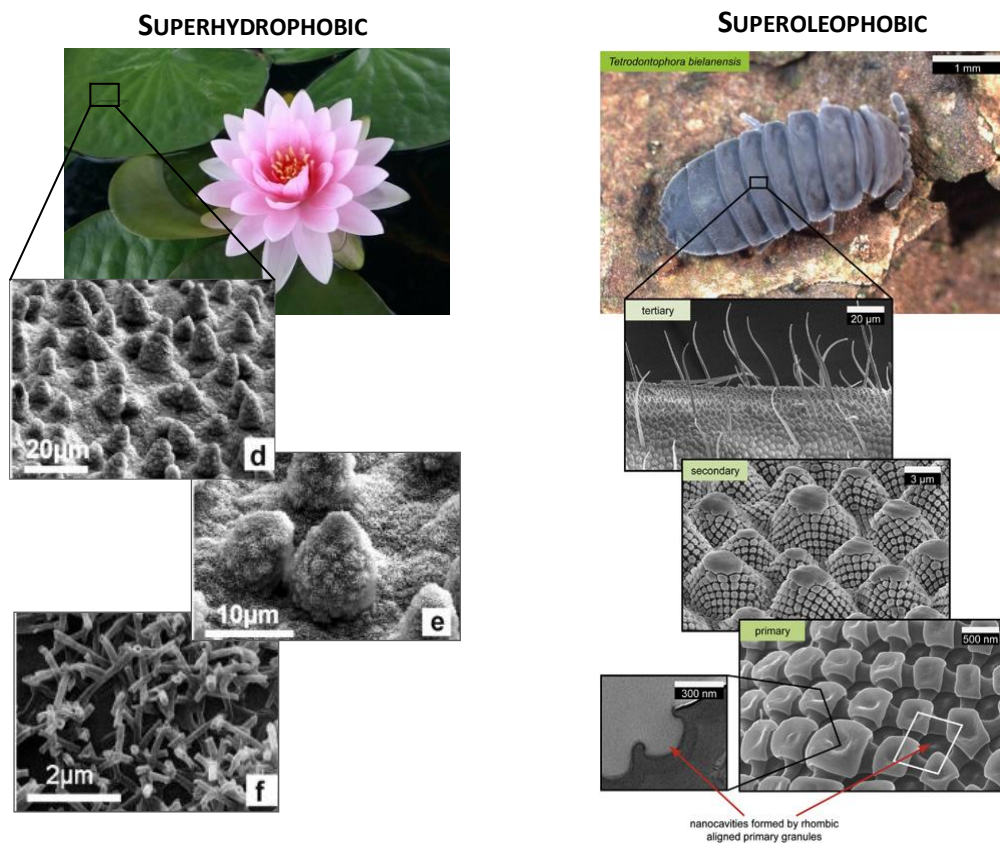 SUPERHYDROPHOBIC
20µm
d
10µm
e
2µm
f
SUPEROLEOPHOBIC
Tetrodontophora bielanensis
1 mm
tertiary
20 µm
secondary
3 µm
primary
500 nm
300 nm
nanocavities formed by rhombic
aligned primary granules